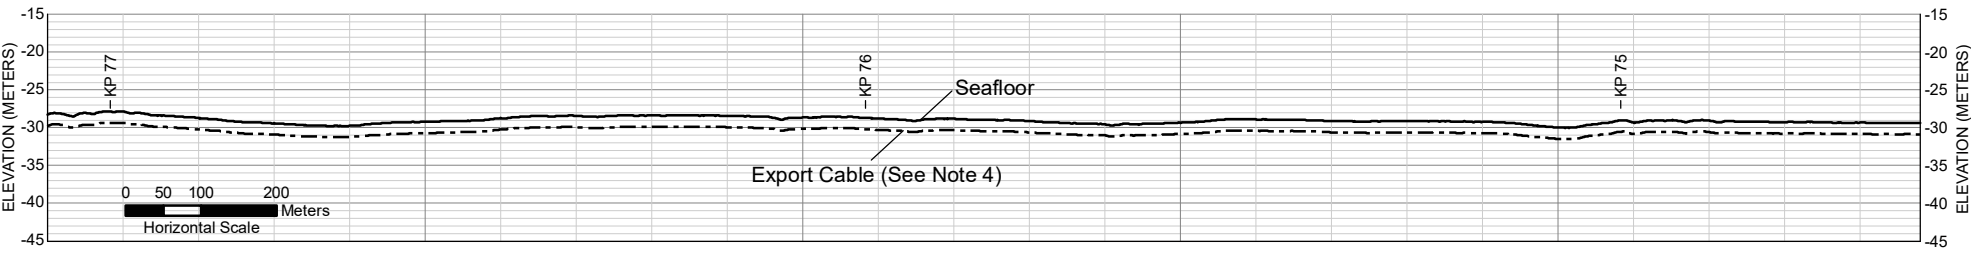 ELEVATION (METERS)
-15
-20
-25
-30
-35
-40
-45
KP 77
KP 76
KP 75
Seafloor
Export Cable (See Note 4)
0 50 100 200
Meters
Horizontal Scale
-15
-20
-25
-30
-35
-40
-45
ELEVATION (METERS)